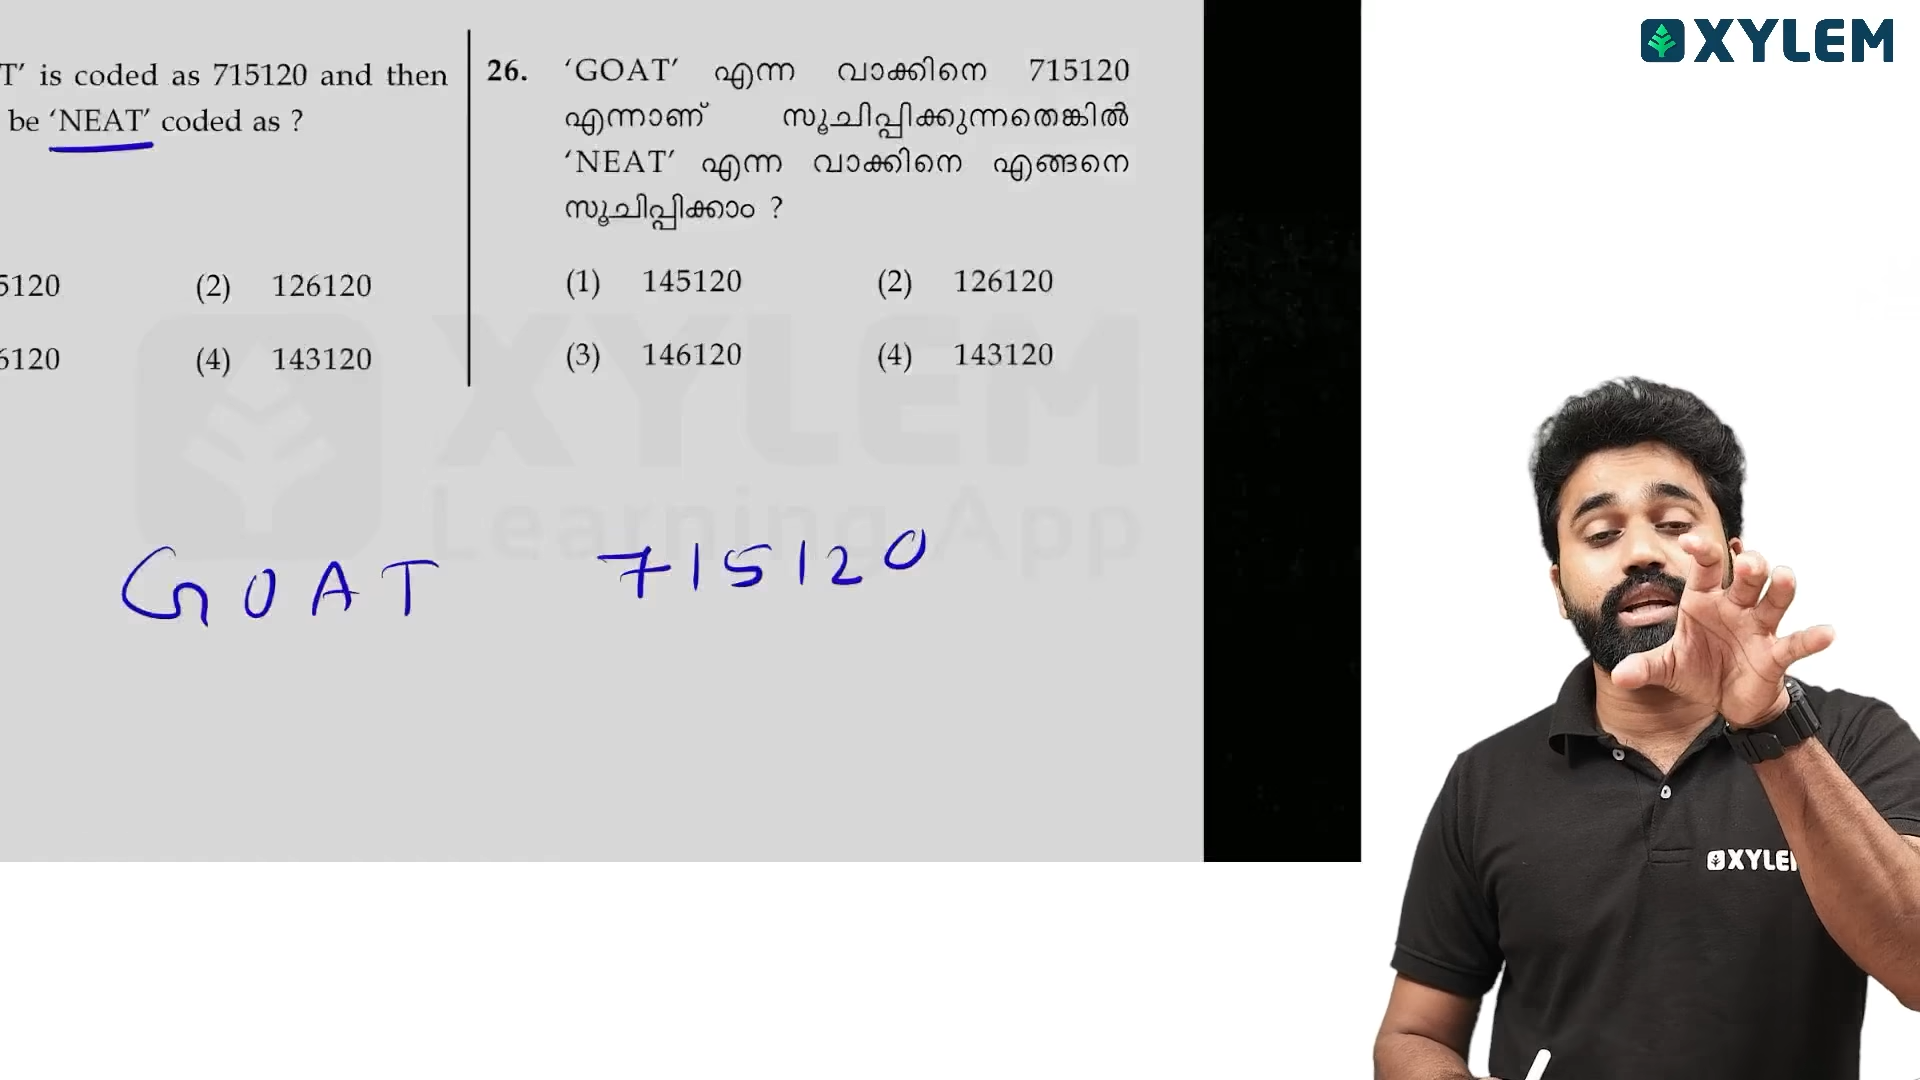 XYLEM
T' is coded as 715120 and then
be 'NEAT' coded as ?
5120 (2) 126120
6120 (4) 143120
26. 'GOAT' എന്ന വാക്കിനെ 715120
എന്നാണ് സൂചിപ്പിക്കുന്നതെങ്കിൽ
'NEAT' എന്ന വാക്കിനെ എങ്ങനെ
സൂചിപ്പിക്കാം ?
(1) 145120 (2) 126120
(3) 146120 (4) 143120
XYLEM
Learning App
GOAT 715120
XYLE